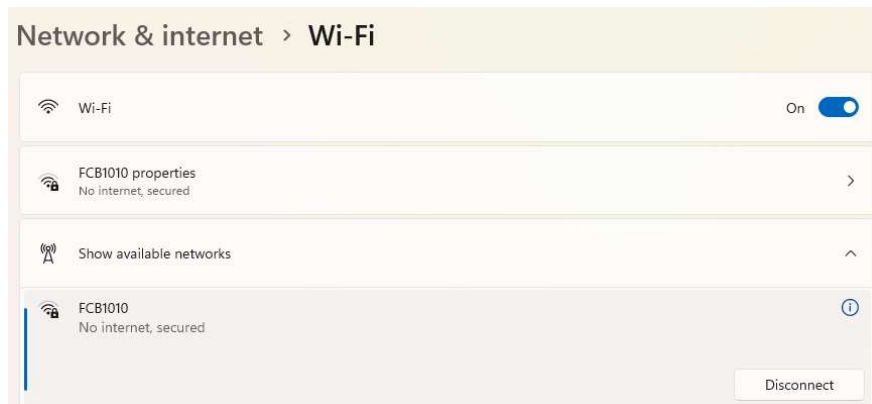 Network & internet > Wi-Fi
Wi-Fi
On
FCB1010 properties
No internet, secured
Show available networks
FCB1010
No internet, secured
Disconnect